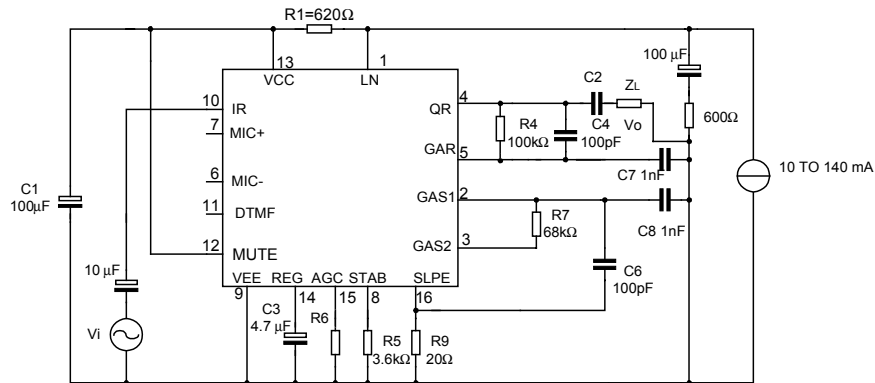 R1=620Ω
13
1
VCC
LN
100 μF
C2
ZL
10
IR
4
QR
7
MIC+
R4
100kΩ
C4
100pF
Vo
600Ω
GAR
5
C7 1nF
10 TO 140 mA
C1
100μF
6
MIC-
GAS1
2
11
DTMF
R7
68kΩ
C8 1nF
12
MUTE
GAS2
3
10 μF
VEE
REG
AGC
STAB
SLPE
9
14
15
8
16
C6
100pF
Vi
C3
4.7 μF
R6
R5
3.6kΩ
R9
20Ω